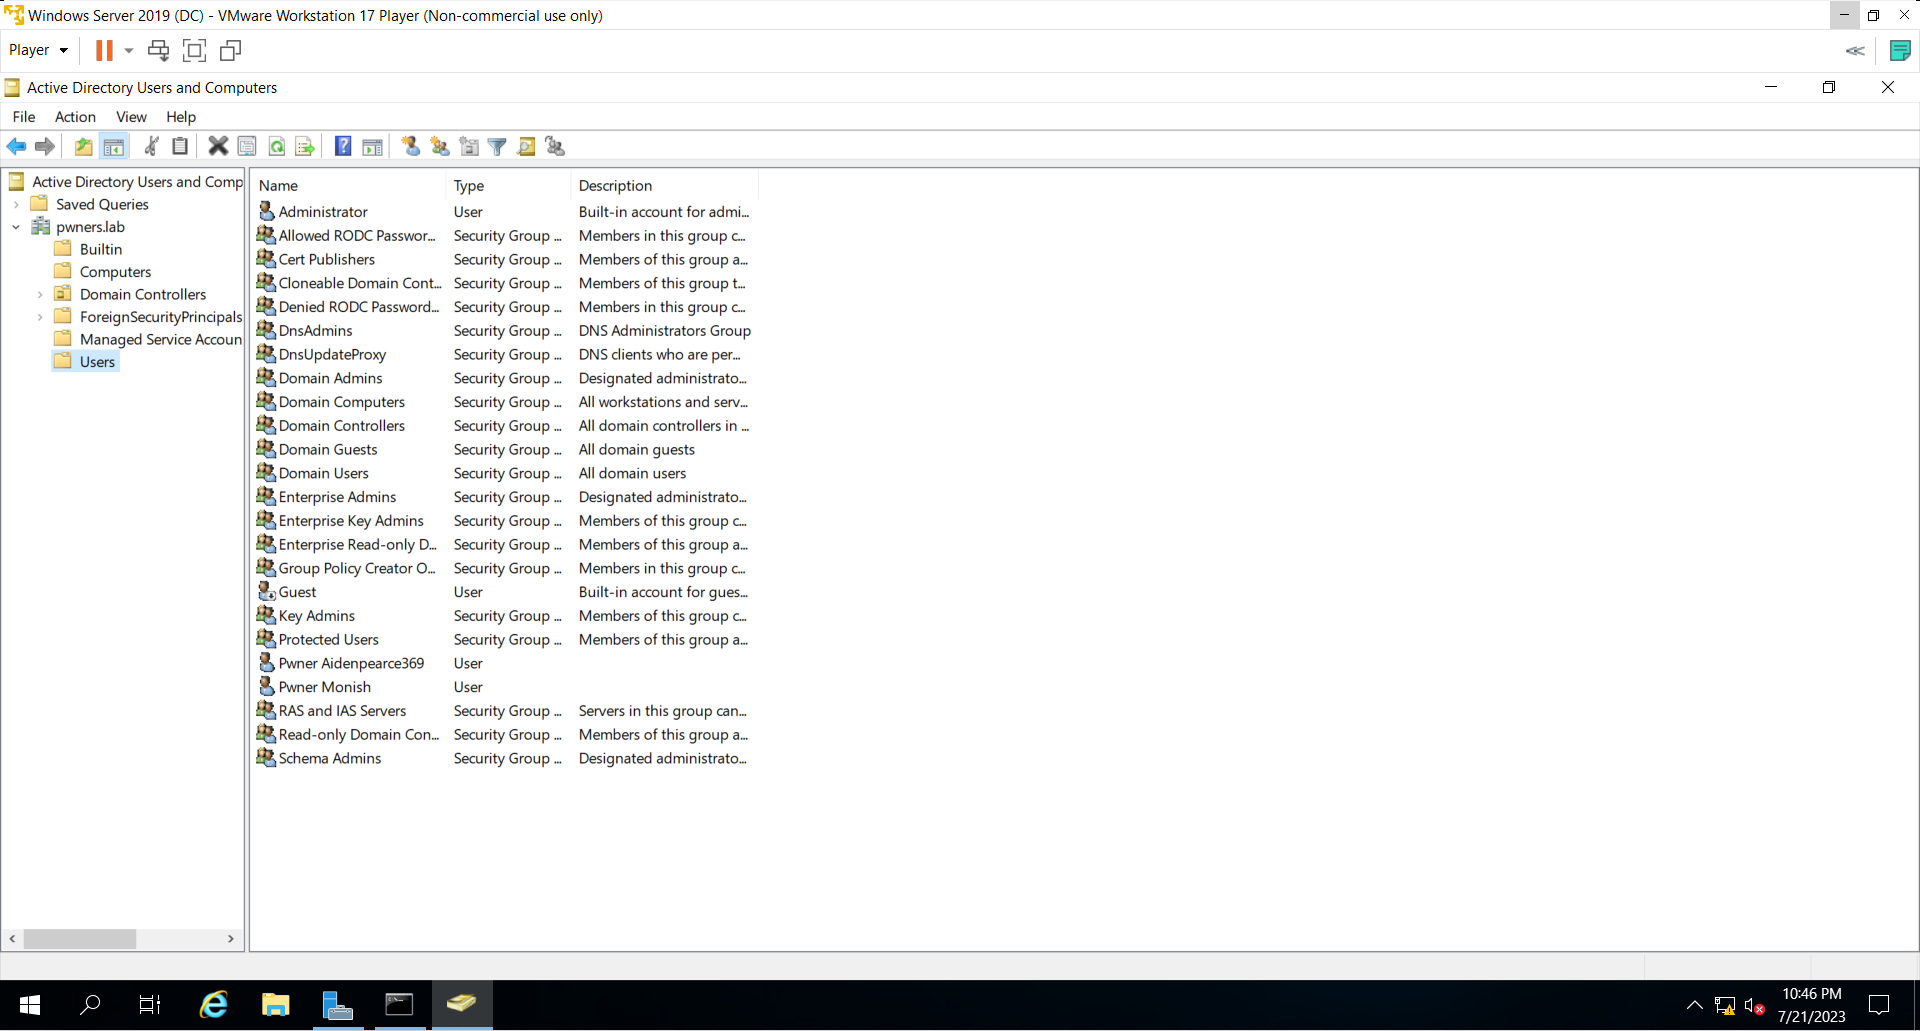 Windows Server 2019 (DC) - VMware Workstation 17 Player (Non-commercial use only)
Player
Active Directory Users and Computers
File Action View Help
Active Directory Users and Comp
Saved Queries
pwners.lab
Builtin
Computers
Domain Controllers
ForeignSecurityPrincipals
Managed Service Accoun
Users
Name Type Description
Administrator User Built-in account for admi...
Allowed RODC Passwor... Security Group ... Members in this group c...
Cert Publishers Security Group ... Members of this group a...
Cloneable Domain Cont... Security Group ... Members of this group t...
Denied RODC Password... Security Group ... Members in this group c...
DnsAdmins Security Group ... DNS Administrators Group
DnsUpdateProxy Security Group ... DNS clients who are per...
Domain Admins Security Group ... Designated administrato...
Domain Computers Security Group ... All workstations and serv...
Domain Controllers Security Group ... All domain controllers in ...
Domain Guests Security Group ... All domain guests
Domain Users Security Group ... All domain users
Enterprise Admins Security Group ... Designated administrato...
Enterprise Key Admins Security Group ... Members of this group c...
Enterprise Read-only D... Security Group ... Members of this group a...
Group Policy Creator O... Security Group ... Members in this group c...
Guest User Built-in account for gues...
Key Admins Security Group ... Members of this group c...
Protected Users Security Group ... Members of this group a...
Pwner Aidenpearce369 User
Pwner Monish User
RAS and IAS Servers Security Group ... Servers in this group can...
Read-only Domain Con... Security Group ... Members of this group a...
Schema Admins Security Group ... Designated administrato...
10:46 PM
7/21/2023